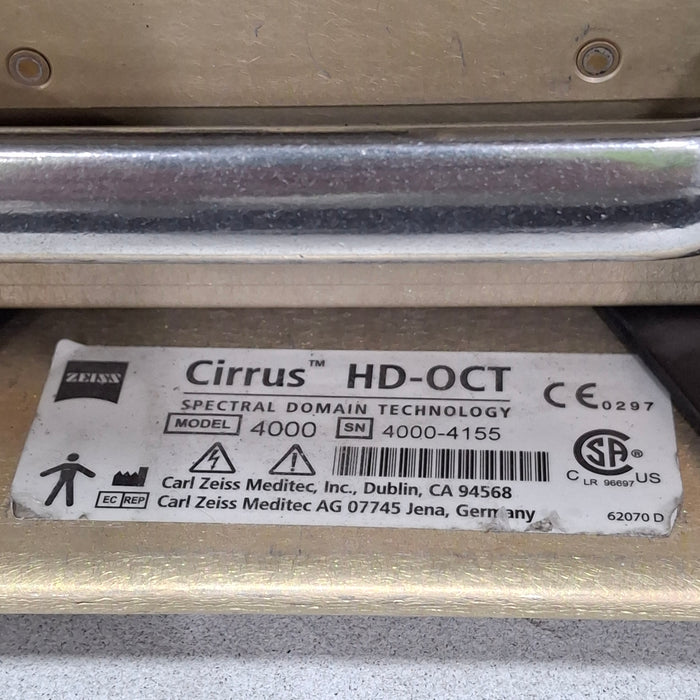 ZEISS
Cirrus™ HD-OCT
SPECTRAL DOMAIN TECHNOLOGY
CE 0297
MODEL 4000 SN 4000-4155
CSA ®
C LR 96697 US
Carl Zeiss Meditec, Inc., Dublin, CA 94568
EC REP Carl Zeiss Meditec AG 07745 Jena, Germany
62070 D